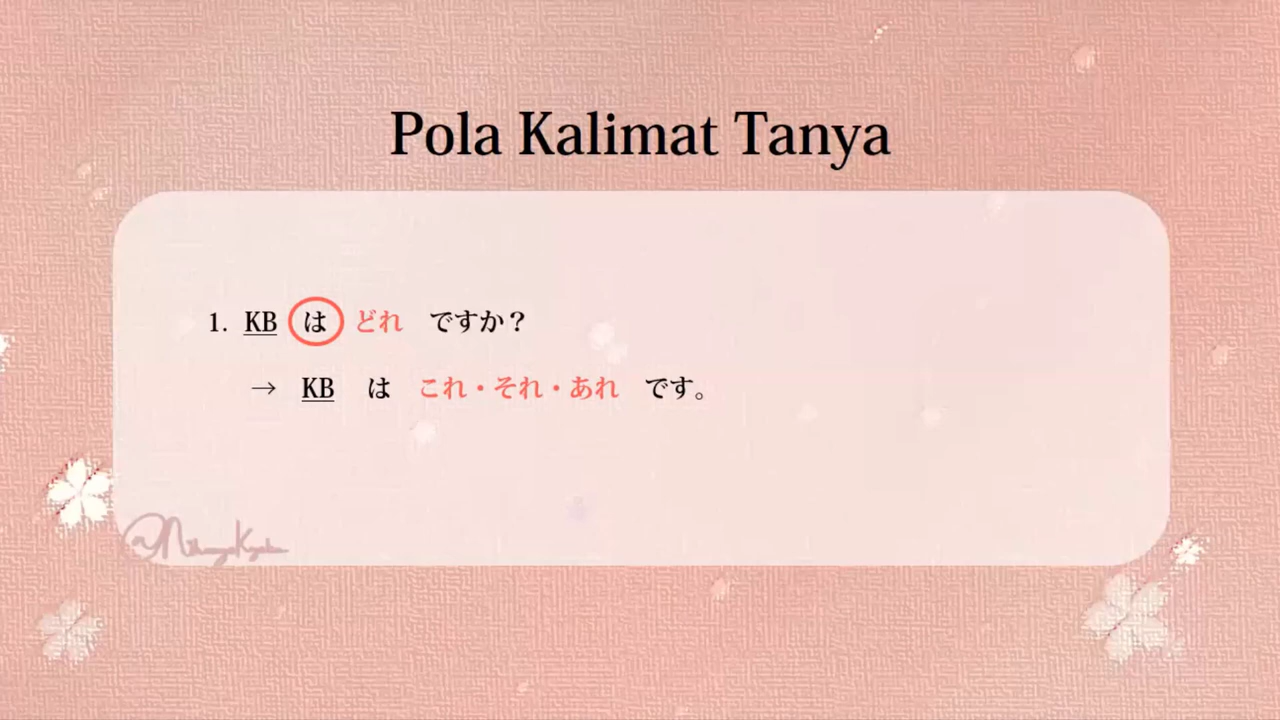 Pola Kalimat Tanya
1. KB は どれ ですか？
→ KB は これ・それ・あれ です。